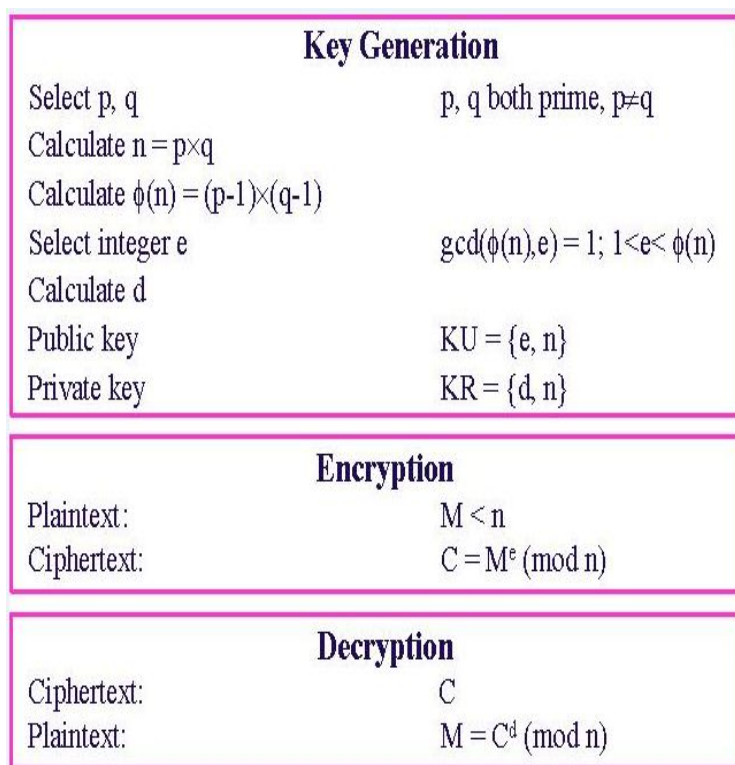 Key Generation
Select p, q p, q both prime, p≠q
Calculate n = p×q
Calculate ϕ(n) = (p-1)×(q-1)
Select integer e gcd(ϕ(n),e) = 1; 1<e< ϕ(n)
Calculate d
Public key KU = {e, n}
Private key KR = {d, n}
Encryption
Plaintext: M < n
Ciphertext: C = Mᵉ (mod n)
Decryption
Ciphertext: C
Plaintext: M = Cᵈ (mod n)